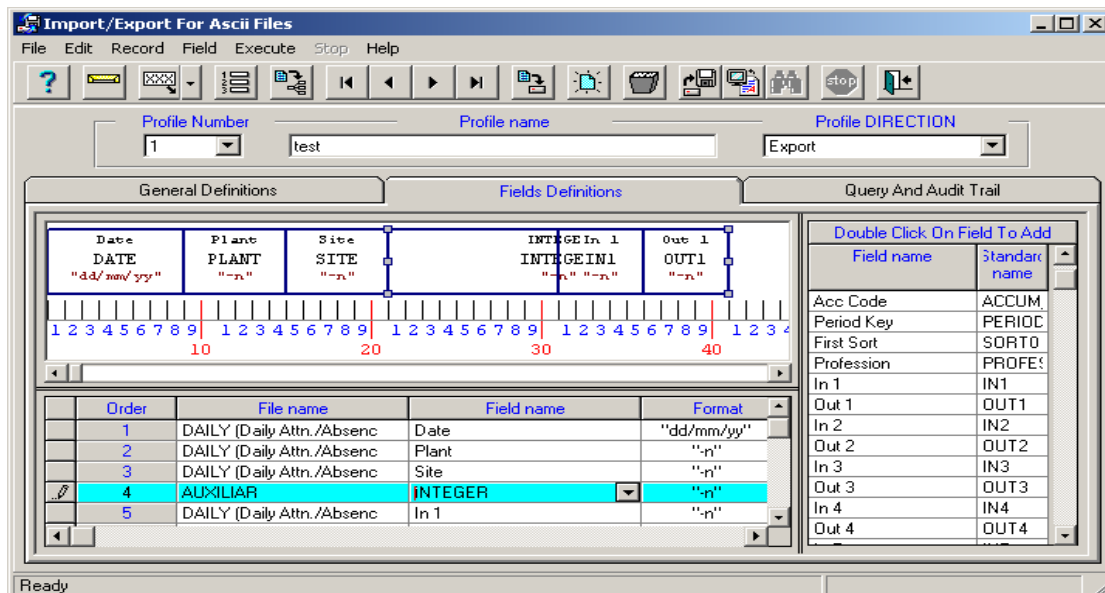 Import/Export For Ascii Files
File Edit Record Field Execute Stop Help
stop
Profile Number Profile name Profile DIRECTION
1 test Export
General Definitions Fields Definitions Query And Audit Trail
Date Plant Site INTEGEIn 1 Out 1
DATE PLANT SITE INTEGEIN1 OUT1
"dd/mm/yy" "-n" "-n" "-n" "-n" "-n"
1 2 3 4 5 6 7 8 9 1 2 3 4 5 6 7 8 9 1 2 3 4 5 6 7 8 9 1 2 3 4 5 6 7 8 9 1 2 3 4
10 20 30 40
Double Click On Field To Add
Field name Standard name
Acc Code ACCUM_
Period Key PERIOD
First Sort SORT0
Profession PROFES
In 1 IN1
Out 1 OUT1
In 2 IN2
Out 2 OUT2
In 3 IN3
Out 3 OUT3
In 4 IN4
Out 4 OUT4
Order File name Field name Format
1 DAILY (Daily Attn./Absenc Date "dd/mm/yy"
2 DAILY (Daily Attn./Absenc Plant "-n"
3 DAILY (Daily Attn./Absenc Site "-n"
4 AUXILIAR iNTEGER "-n"
5 DAILY (Daily Attn./Absenc In 1 "-n"
Ready